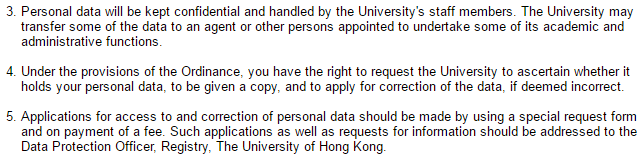 3. Personal data will be kept confidential and handled by the University's staff members. The University may
transfer some of the data to an agent or other persons appointed to undertake some of its academic and
administrative functions.
4. Under the provisions of the Ordinance, you have the right to request the University to ascertain whether it
holds your personal data, to be given a copy, and to apply for correction of the data, if deemed incorrect.
5. Applications for access to and correction of personal data should be made by using a special request form
and on payment of a fee. Such applications as well as requests for information should be addressed to the
Data Protection Officer, Registry, The University of Hong Kong.